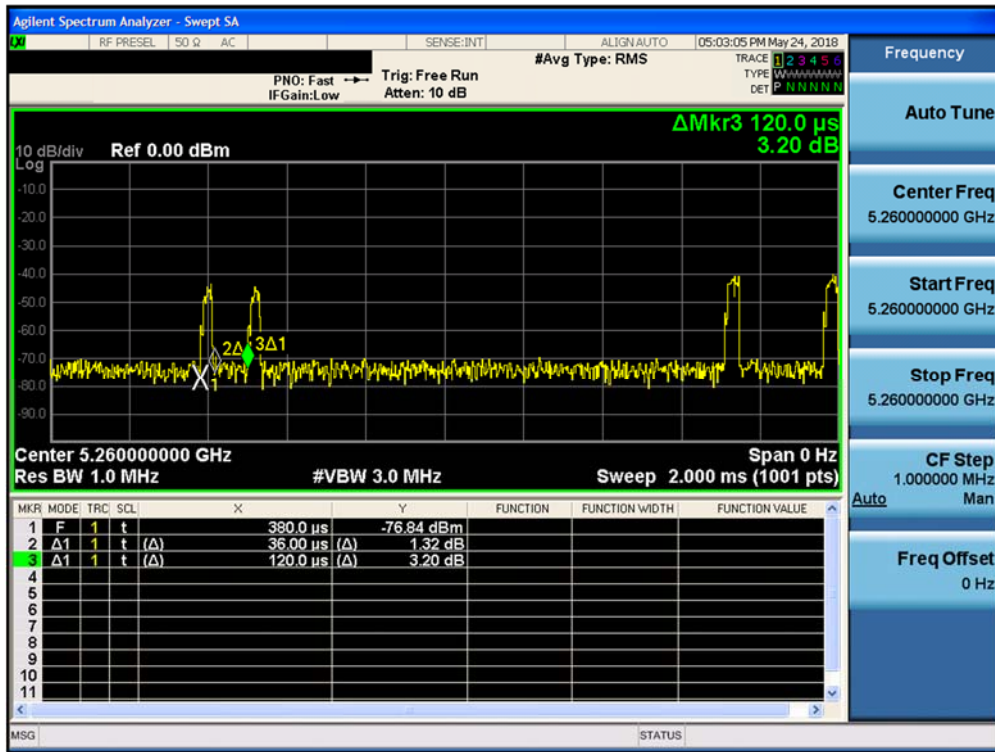 Agilent Spectrum Analyzer - Swept SA
LXI RF PRESEL 50 Ω AC SENSE:INT ALIGN AUTO 05:03:05 PM May 24, 2018
PNO: Fast
IFGain:Low
Trig: Free Run
Atten: 10 dB
#Avg Type: RMS
TRACE 1 2 3 4 5 6
TYPE W
DET P N N N N N
Frequency
ΔMkr3 120.0 µs
3.20 dB
10 dB/div Ref 0.00 dBm
Log
-10.0
-20.0
-30.0
-40.0
-50.0
-60.0
-70.0
-80.0
-90.0
2Δ 3Δ1
1
Center 5.260000000 GHz Span 0 Hz
Res BW 1.0 MHz #VBW 3.0 MHz Sweep 2.000 ms (1001 pts)
MKR MODE TRC SCL X Y FUNCTION FUNCTION WIDTH FUNCTION VALUE
1 F 1 t 380.0 µs -76.84 dBm
2 Δ1 1 t (Δ) 36.00 µs (Δ) 1.32 dB
3 Δ1 1 t (Δ) 120.0 µs (Δ) 3.20 dB
4
5
6
7
8
9
10
11
MSG STATUS
Auto Tune
Center Freq
5.260000000 GHz
Start Freq
5.260000000 GHz
Stop Freq
5.260000000 GHz
CF Step
1.000000 MHz
Auto Man
Freq Offset
0 Hz